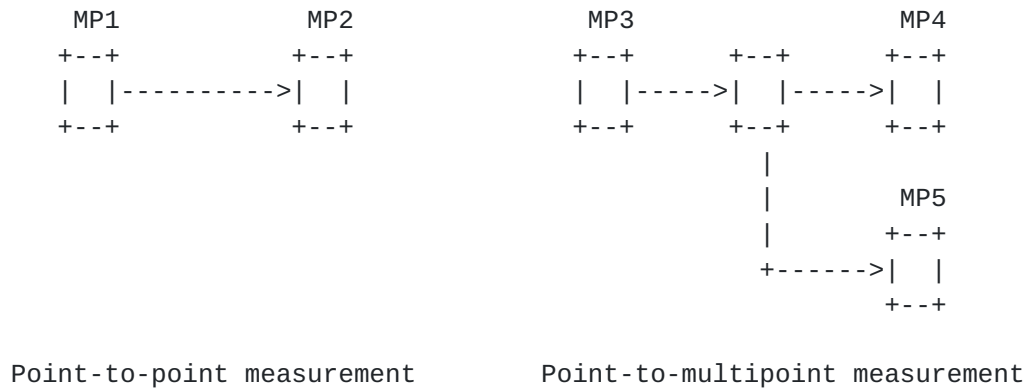 MP1 MP2 MP3 MP4
MP5
Point-to-point measurement Point-to-multipoint measurement